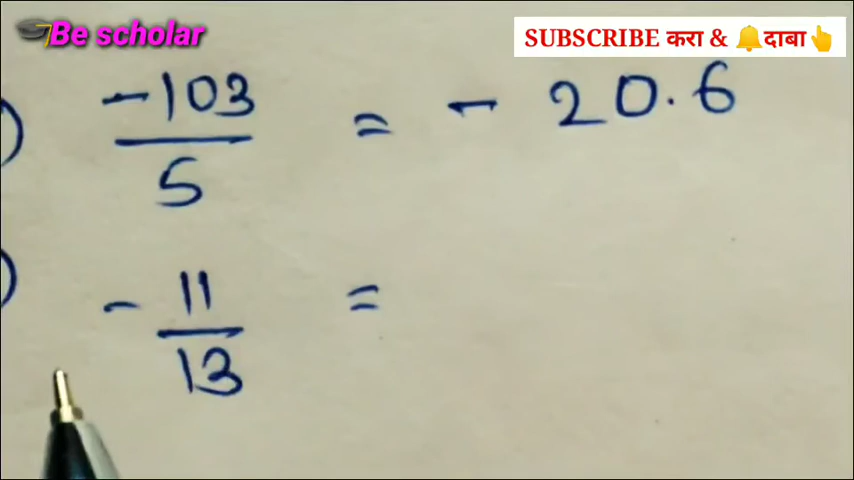 Be scholar
SUBSCRIBE करा & 🔔दाबा👆
) -103/5 = - 20.6
) - 11/13 =